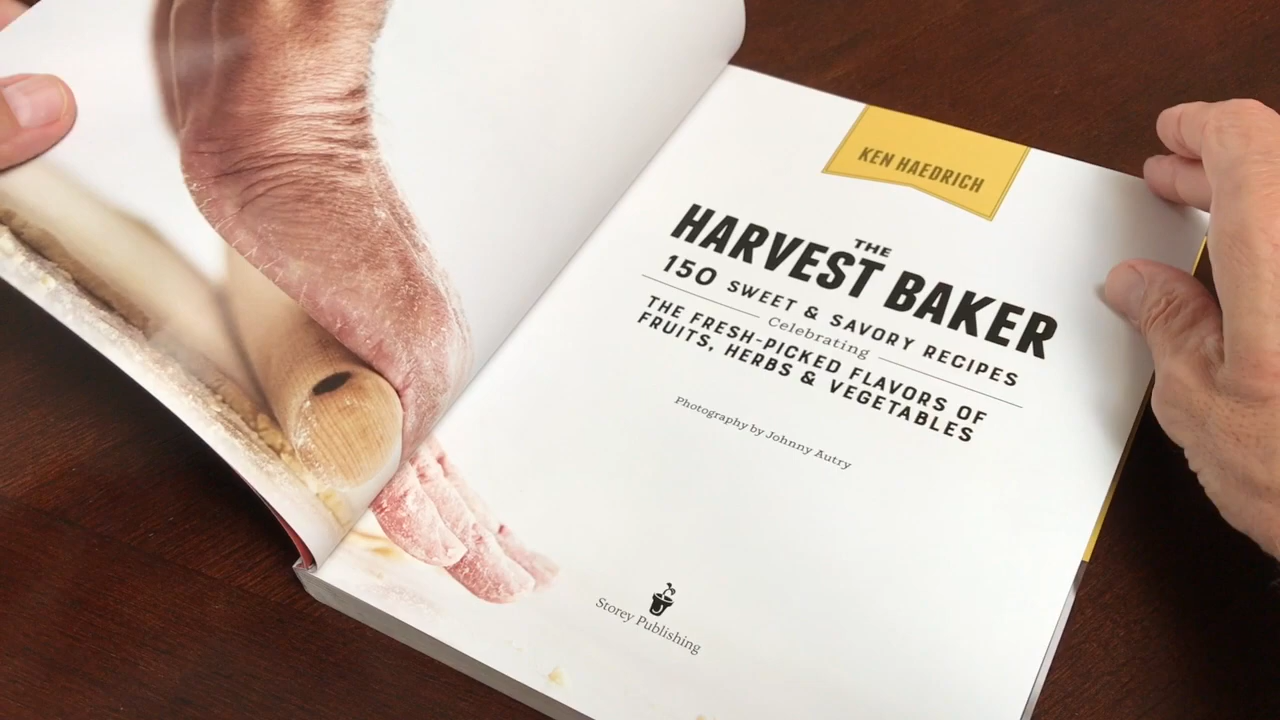 KEN HAEDRICH
THE
HARVEST BAKER
150 SWEET & SAVORY RECIPES
Celebrating
THE FRESH-PICKED FLAVORS OF
FRUITS, HERBS & VEGETABLES
Photography by Johnny Autry
Storey Publishing